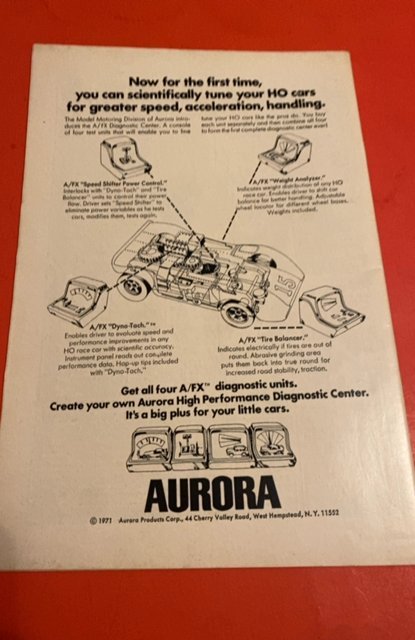 Now for the first time,
you can scientifically tune your HO cars
for greater speed, acceleration, handling.
The Model Motoring Division of Aurora intro-
duces the A/FX Diagnostic Center. A console
of four test units that will enable you to fine
tune your HO cars like the pros do. You buy
each unit separately and then combine all four
to form the first complete diagnostic center ever!
A/FX "Speed Shifter Power Control."
Interlocks with "Dyno-Tach" and "Tire
Balancer" units to control their power
flow. Driver sets "Speed Shifter" to
eliminate power variables as he tests
cars, modifies them, tests again.
A/FX "Weight Analyzer."
Indicates weight distribution of any HO
race car. Enables driver to shift car
balance for better handling. Adjustable
wheel locator for different wheel bases.
Weights included.
15
A/FX "Dyno-Tach."™
Enables driver to evaluate speed and
performance improvements in any
HO race car with scientific accuracy.
Instrument panel reads out complete
performance data. Hop-up tips included
with "Dyno-Tach."
A/FX "Tire Balancer."
Indicates electrically if tires are out of
round. Abrasive grinding area
puts them back into true round for
increased road stability, traction.
Get all four A/FX™ diagnostic units.
Create your own Aurora High Performance Diagnostic Center.
It's a big plus for your little cars.
AURORA
© 1971 Aurora Products Corp., 44 Cherry Valley Road, West Hempstead, N. Y. 11552